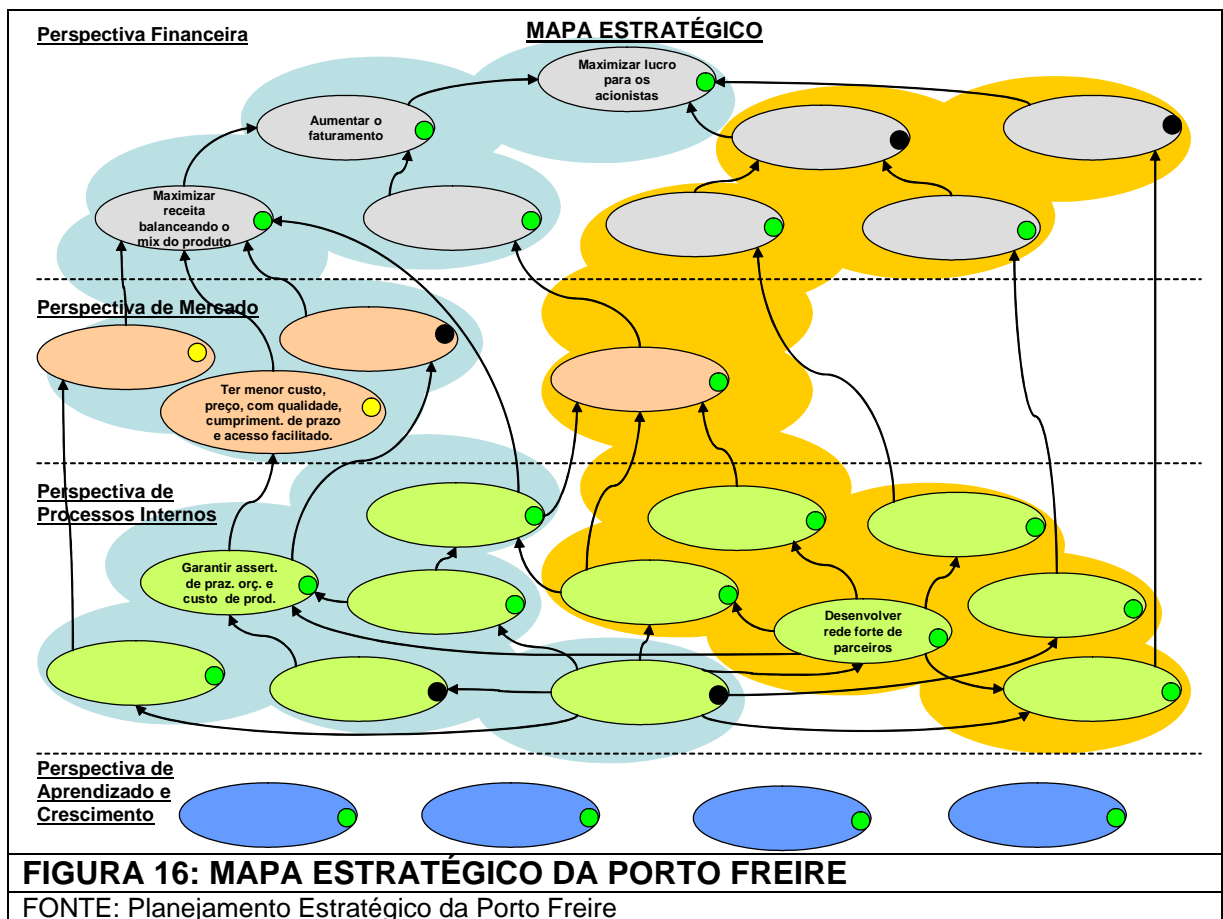 MAPA ESTRATÉGICO
Perspectiva Financeira
Maximizar lucro
para os
acionistas
Aumentar o
faturamento
Maximizar
receita
balanceando o
mix do produto
Perspectiva de Mercado
Ter menor custo,
preço, com qualidade,
cumpriment. de prazo
e acesso facilitado.
Perspectiva de
Processos Internos
Garantir assert.
de praz. orç. e
custo de prod.
Desenvolver
rede forte de
parceiros
Perspectiva de
Aprendizado e
Crescimento
FIGURA 16: MAPA ESTRATÉGICO DA PORTO FREIRE
FONTE: Planejamento Estratégico da Porto Freire